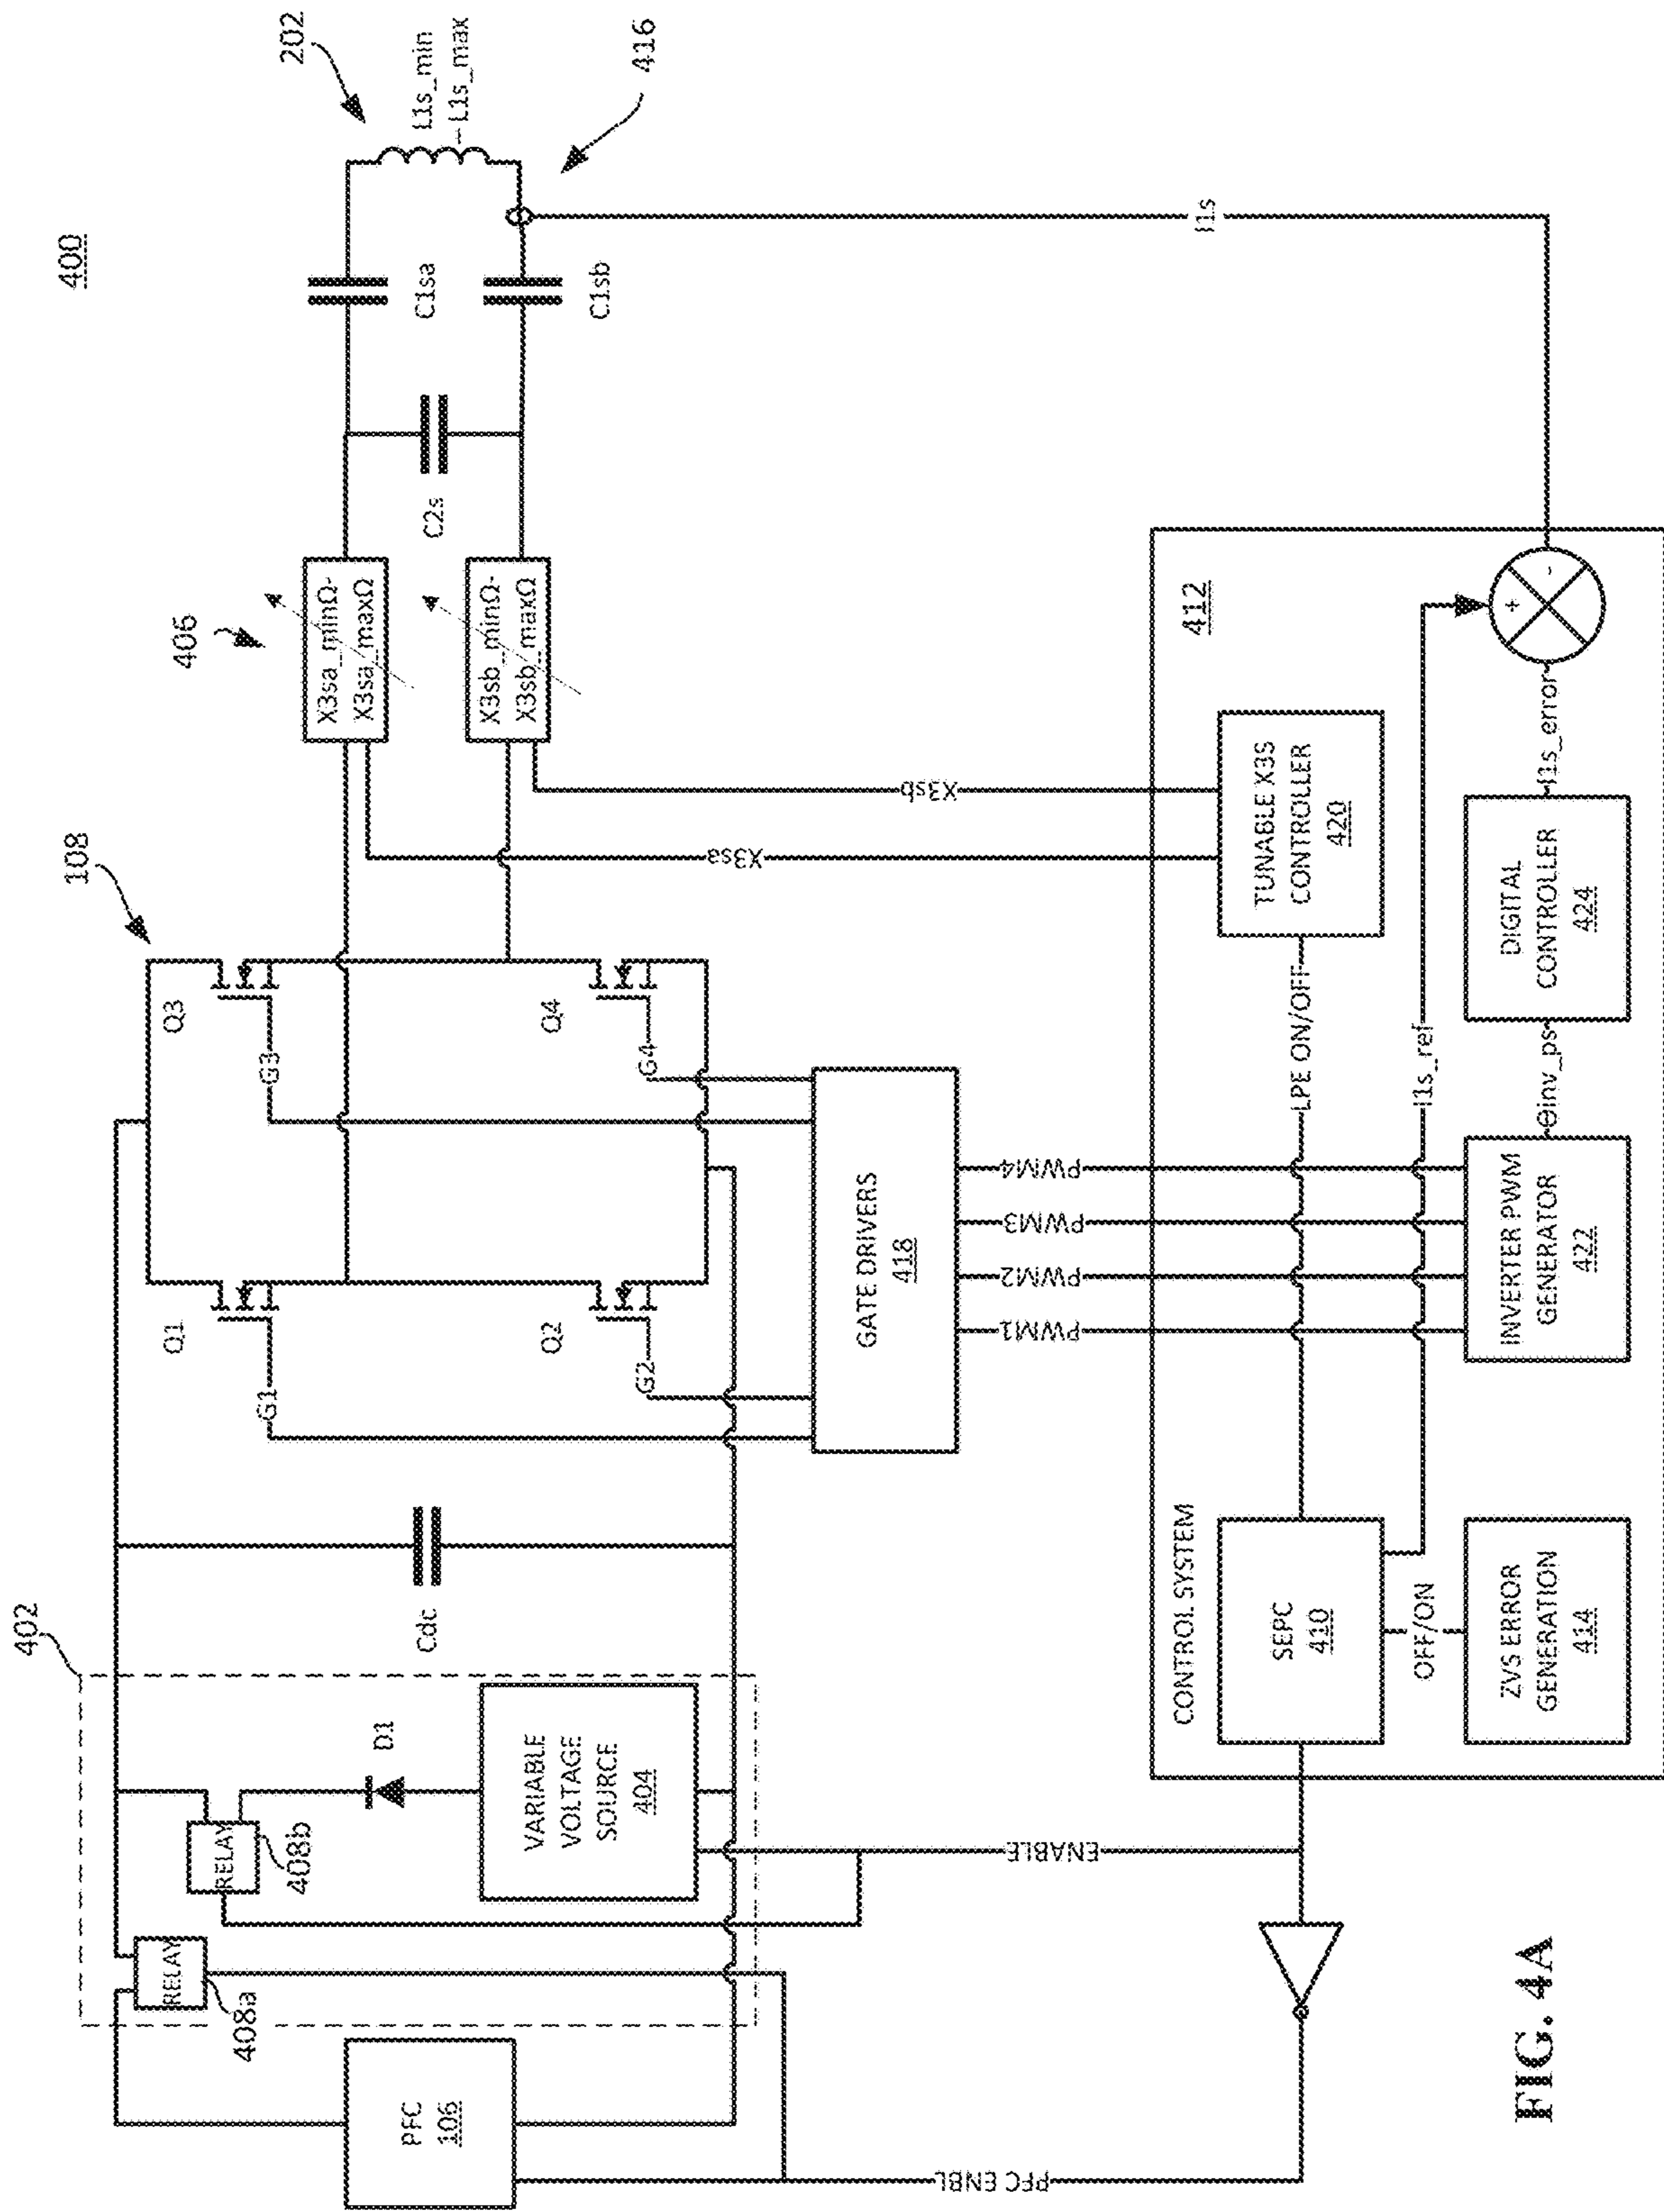 400
402
108
406
202
L1s_min
–L1s_max
416
PFC
106
RELAY
408a
RELAY
408b
D1
VARIABLE
VOLTAGE
SOURCE
404
Cdc
Q1
G1
Q2
G2
Q3
G3
Q4
G4
X3sa_minΩ-
X3sa_maxΩ
X3sb_minΩ-
X3sb_maxΩ
C2s
C1sa
C1sb
GATE DRIVERS
418
PFC ENBL
ENABLE
PWM1
PWM2
PWM3
PWM4
X3sa
X3sb
I1s
CONTROL SYSTEM
412
SEPC
410
OFF/ON
ZVS ERROR
GENERATION
414
LPE ON/OFF
I1s_ref
TUNABLE X3S
CONTROLLER
420
INVERTER PWM
GENERATOR
422
Θinv_ps
DIGITAL
CONTROLLER
424
I1s_error
+
-
FIG. 4A